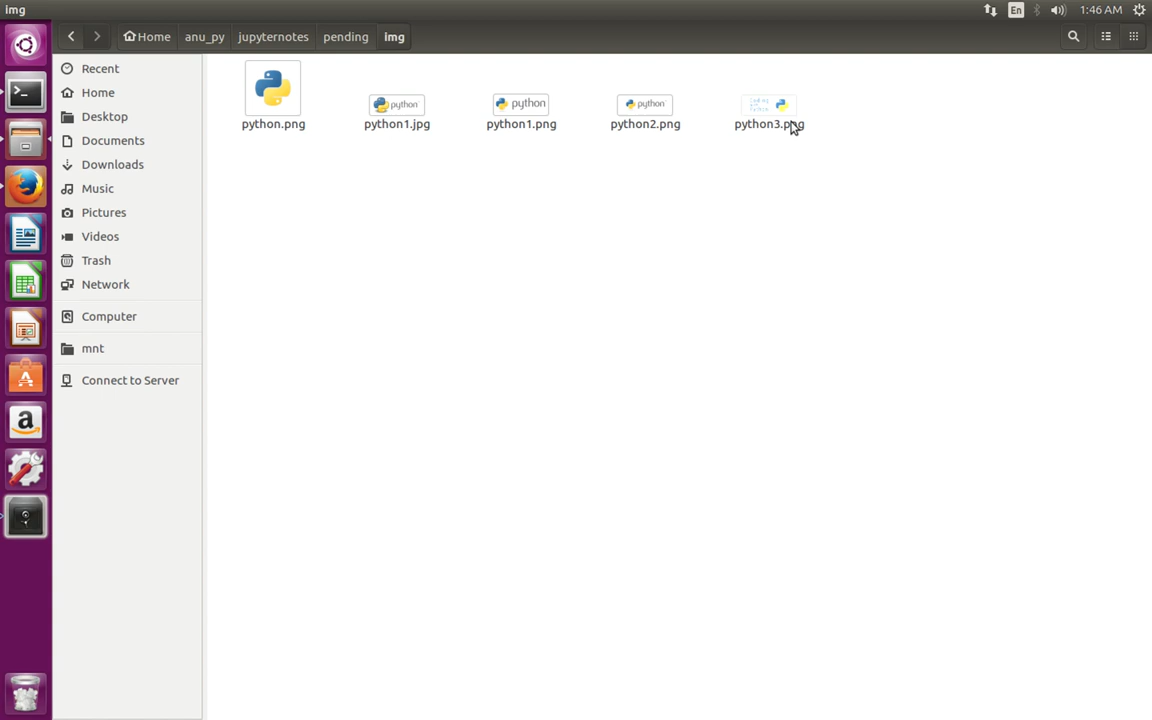 img
En
1:46 AM
Home
anu_py
jupyternotes
pending
img
Recent
Home
Desktop
Documents
Downloads
Music
Pictures
Videos
Trash
Network
Computer
mnt
Connect to Server
python
python
python
python.png
python1.jpg
python1.png
python2.png
python3.png